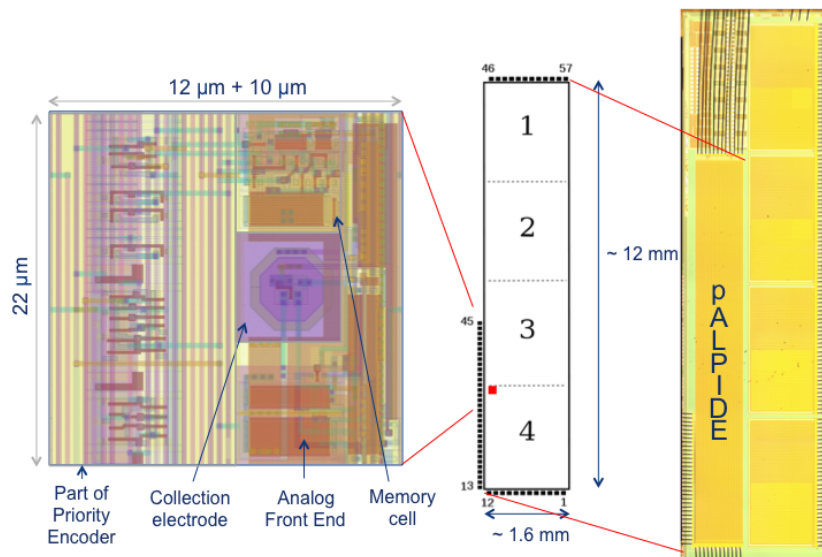 12 µm + 10 µm
22 µm
Part of
Priority
Encoder
Collection
electrode
Analog
Front End
Memory
cell
46 57
1
2
3
4
45
13
12 1
~ 12 mm
~ 1.6 mm
pALPIDE